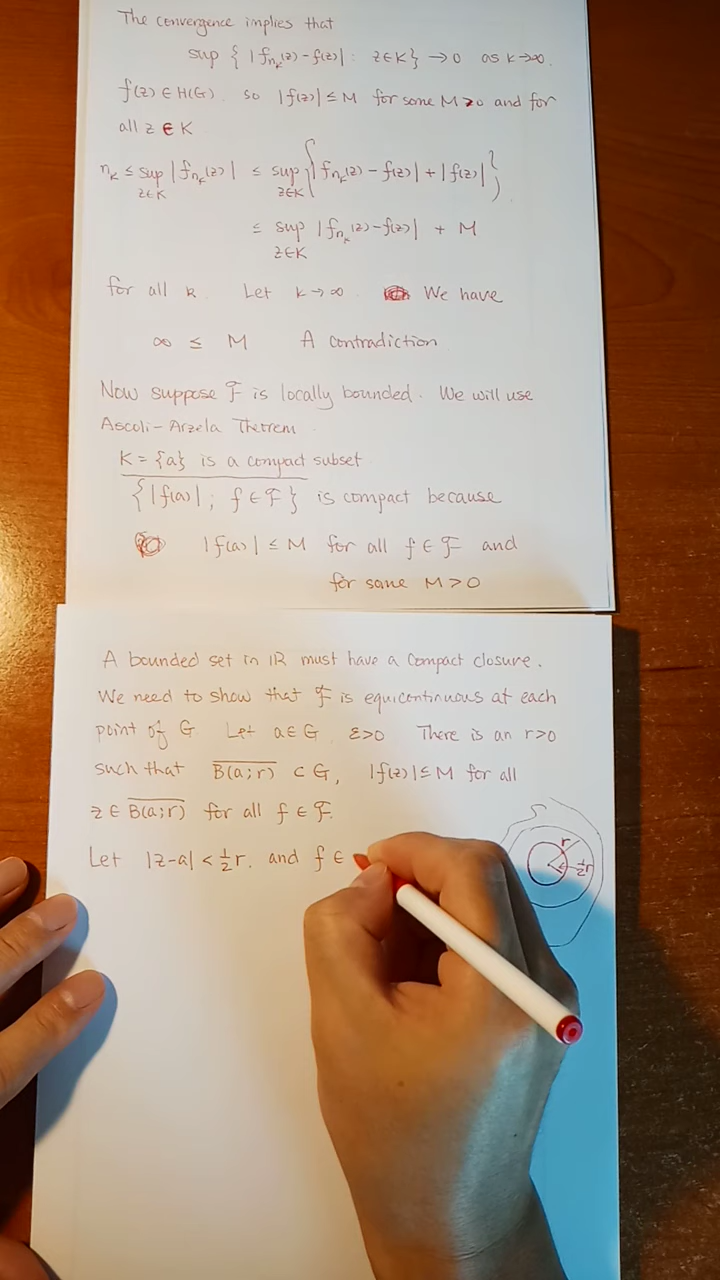 The convergence implies that
sup { |f_{n_k}(z) - f(z)| : z∈K } → 0 as k→∞.
f(z) ∈ H(G). so |f(z)| ≤ M for some M>0 and for
all z ∈ K
n_k ≤ sup_{z∈K} |f_{n_k}(z)| ≤ sup_{z∈K} { |f_{n_k}(z) - f(z)| + |f(z)| }
≤ sup_{z∈K} |f_{n_k}(z) - f(z)| + M
for all k. Let k→∞. We have
∞ ≤ M A contradiction
Now suppose ℱ is locally bounded. We will use
Ascoli-Arzela Theorem.
K = {a} is a compact subset
{ |f(a)| ; f ∈ ℱ } is compact because
|f(a)| ≤ M for all f ∈ ℱ and
for some M > 0
A bounded set in ℝ must have a compact closure.
We need to show that ℱ is equicontinuous at each
point of G. Let a∈G, ε>0 There is an r>0
such that \overline{B(a;r)} ⊂ G, |f(z)| ≤ M for all
z ∈ \overline{B(a;r)} for all f ∈ ℱ.
r
½r
Let |z-a| < ½r. and f ∈